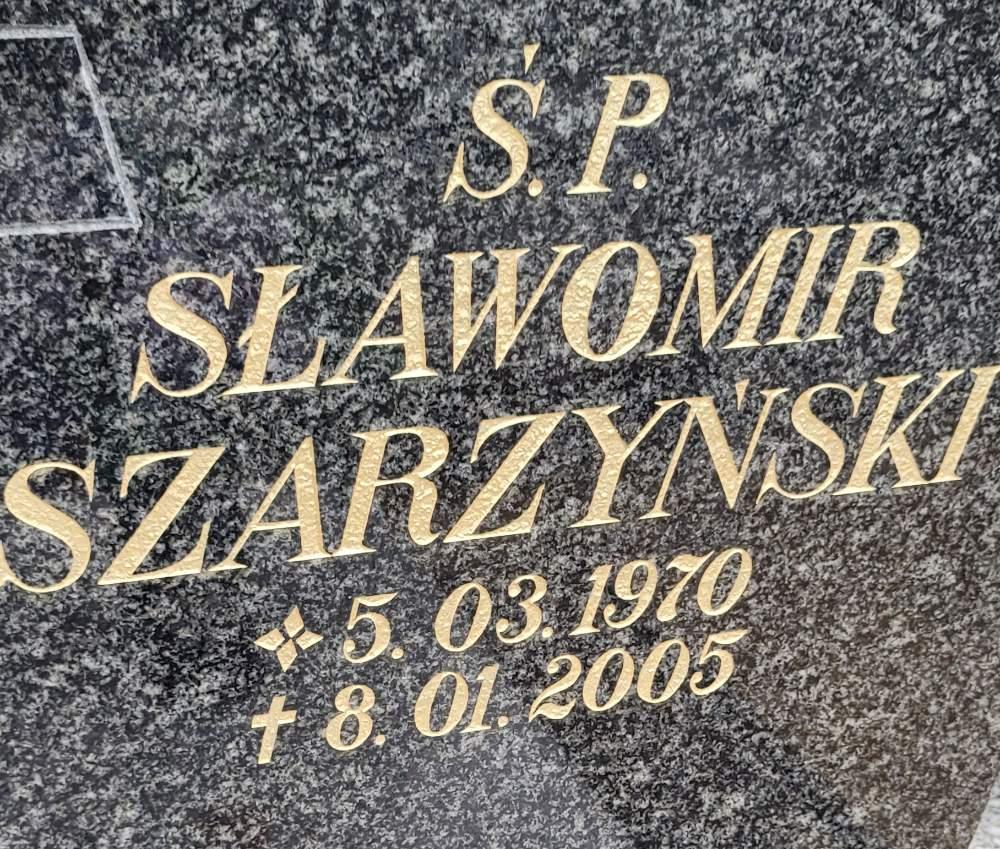 Ś. P.
SŁAWOMIR
SZARZYŃSKI
5. 03. 1970
† 8. 01. 2005